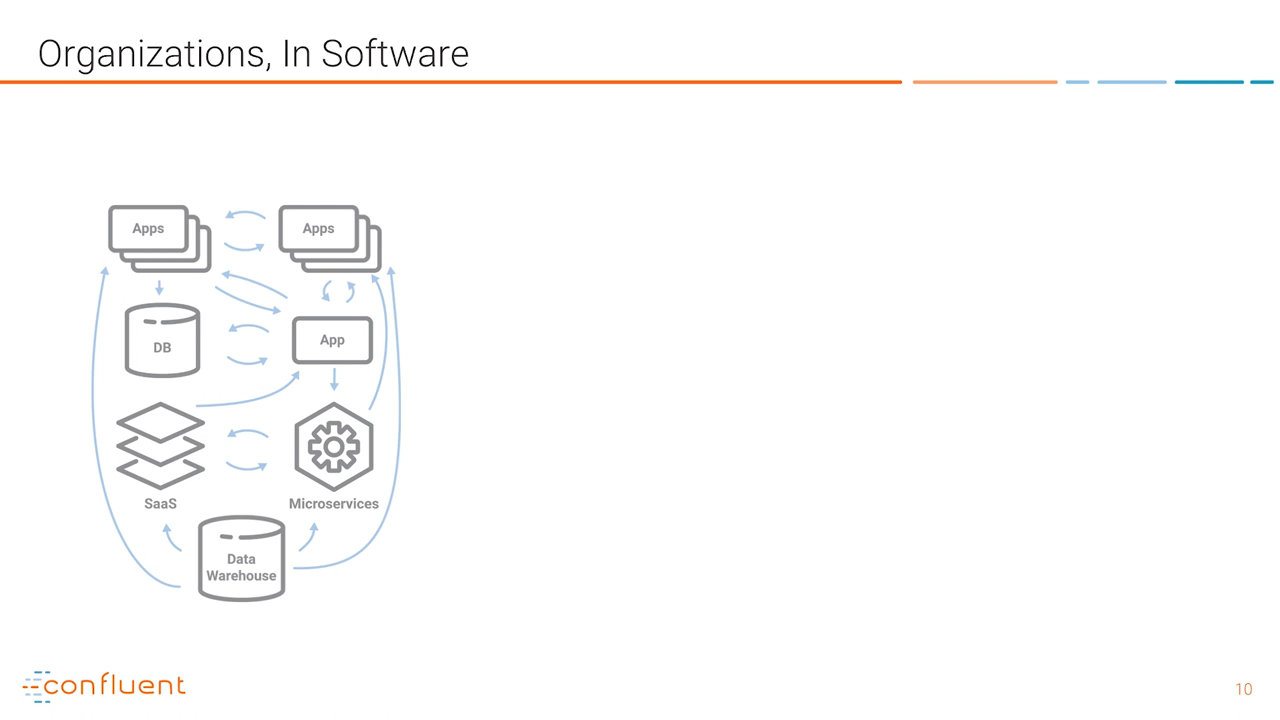 Organizations, In Software
Apps
Apps
DB
App
SaaS
Microservices
Data
Warehouse
confluent
10